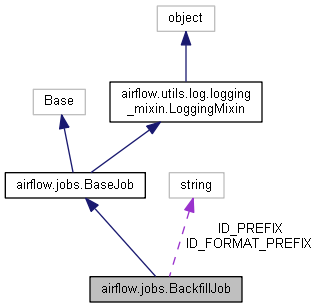 object
airflow.utils.log.logging
_mixin.LoggingMixin
Base
airflow.jobs.BaseJob
string
ID_PREFIX
ID_FORMAT_PREFIX
airflow.jobs.BackfillJob